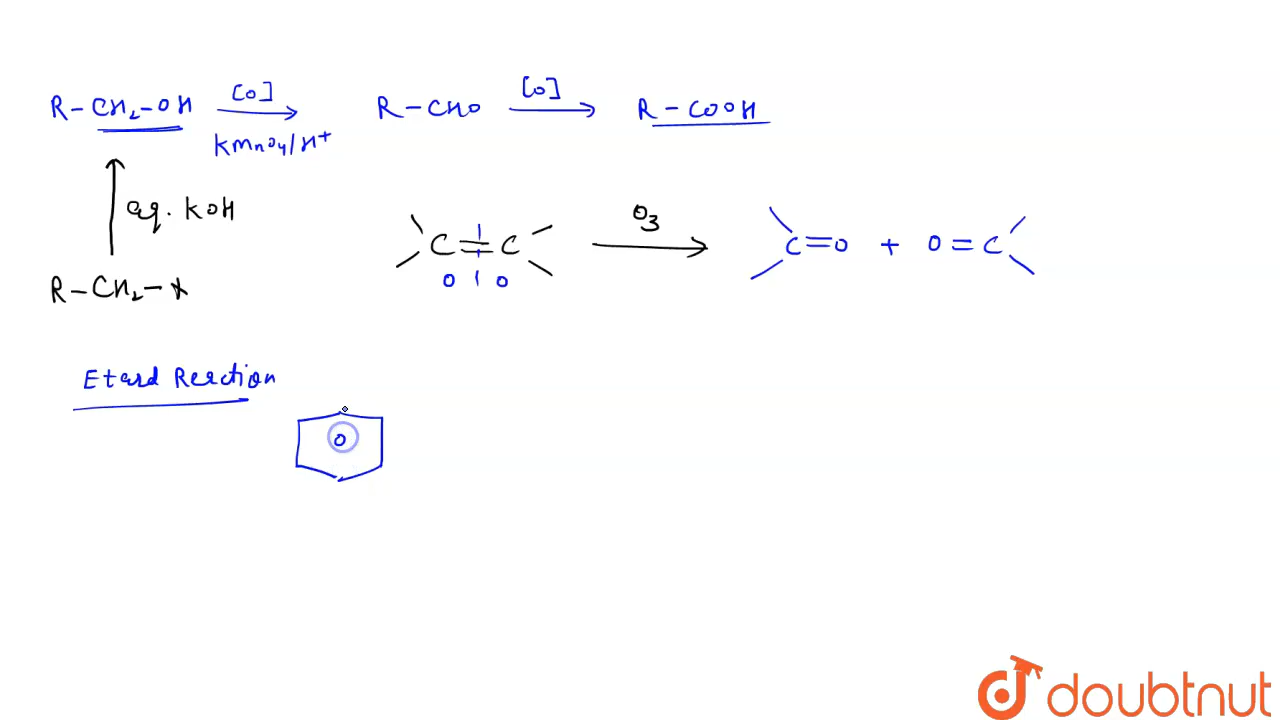 [O] [O]
R-CH₂-OH → R-CHO → R-COOH
KMnO₄/H⁺
aq. KOH
O₃
C=C → C=O + O=C
O O
R-CH₂-X
Etard Reaction
O
doubtnut